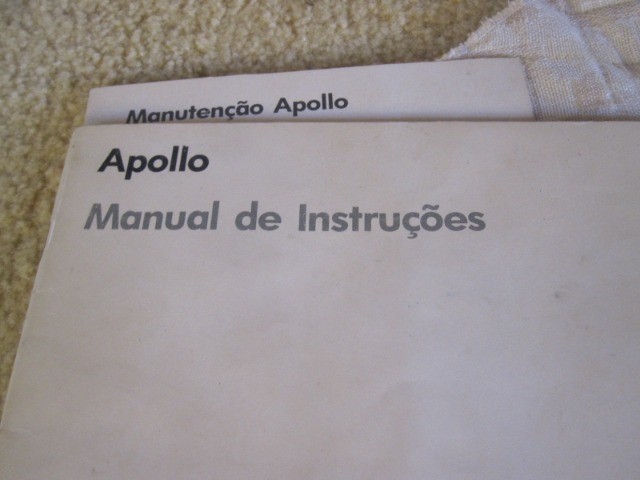 Manutenção Apollo
Apollo
Manual de Instruções